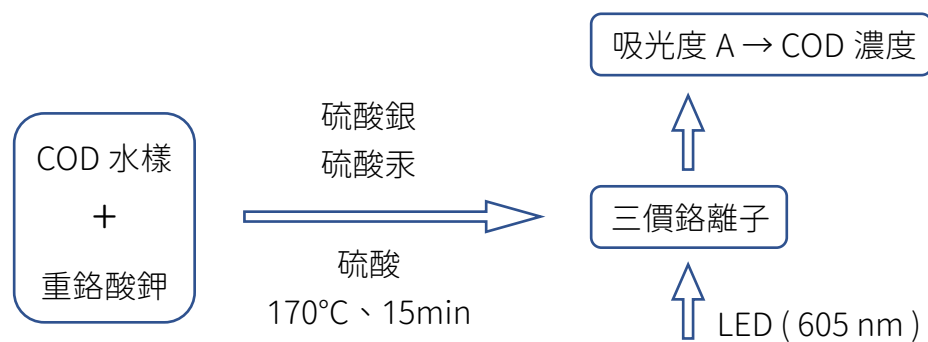 COD 水樣
+
重鉻酸鉀
硫酸銀
硫酸汞
硫酸
170°C、15min
吸光度 A → COD 濃度
三價鉻離子
LED ( 605 nm )